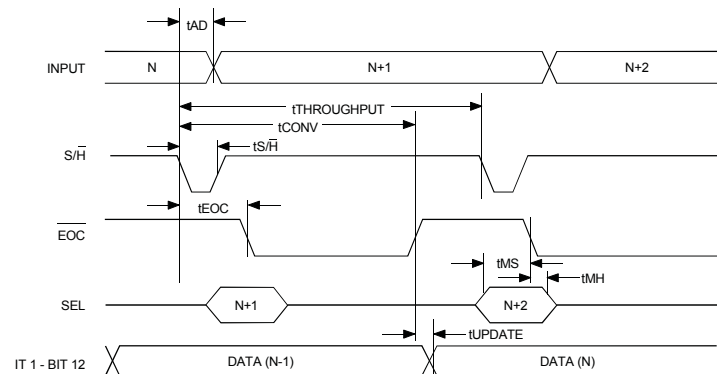 tAD
INPUT N N+1 N+2
tTHROUGHPUT
tCONV
S/H̅ tS/H̅
tEOC
E̅O̅C̅
tMS
tMH
SEL N+1 N+2
tUPDATE
IT 1 - BIT 12 DATA (N-1) DATA (N)